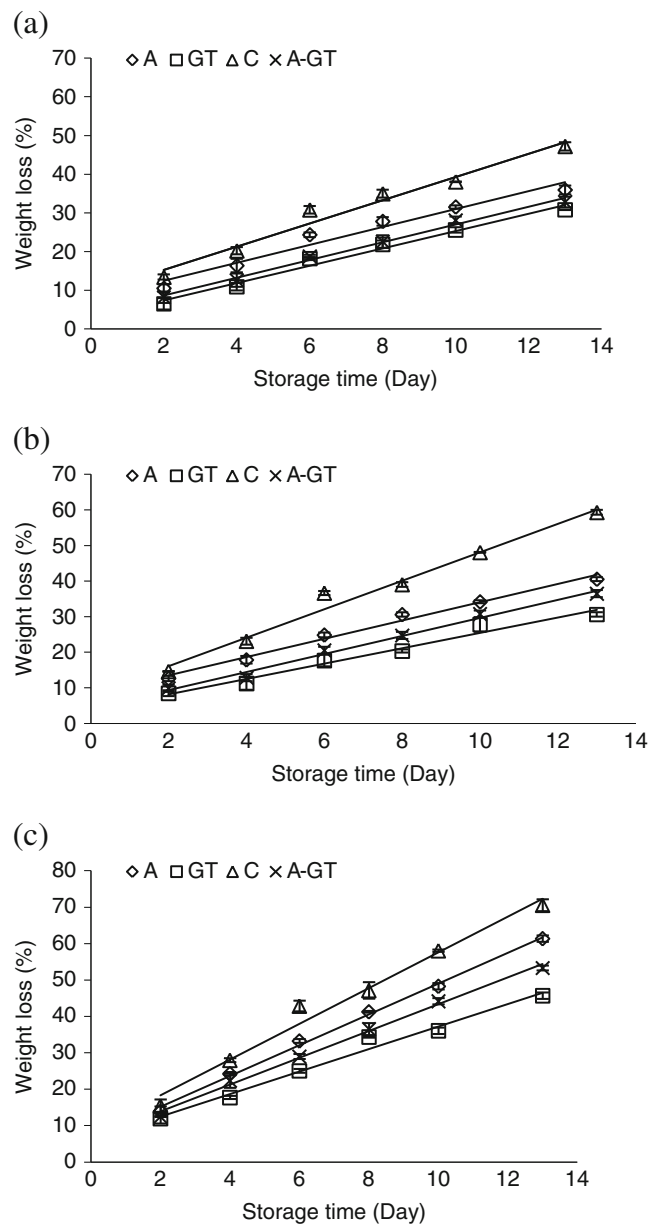 (a)
◇ A □ GT △ C × A-GT
70
60
50
40
30
20
10
0
0 2 4 6 8 10 12 14
Weight loss (%)
Storage time (Day)
(b)
◇ A □ GT △ C × A-GT
70
60
50
40
30
20
10
0
0 2 4 6 8 10 12 14
Weight loss (%)
Storage time (Day)
(c)
◇ A □ GT △ C × A-GT
80
70
60
50
40
30
20
10
0
0 2 4 6 8 10 12 14
Weight loss (%)
Storage time (Day)